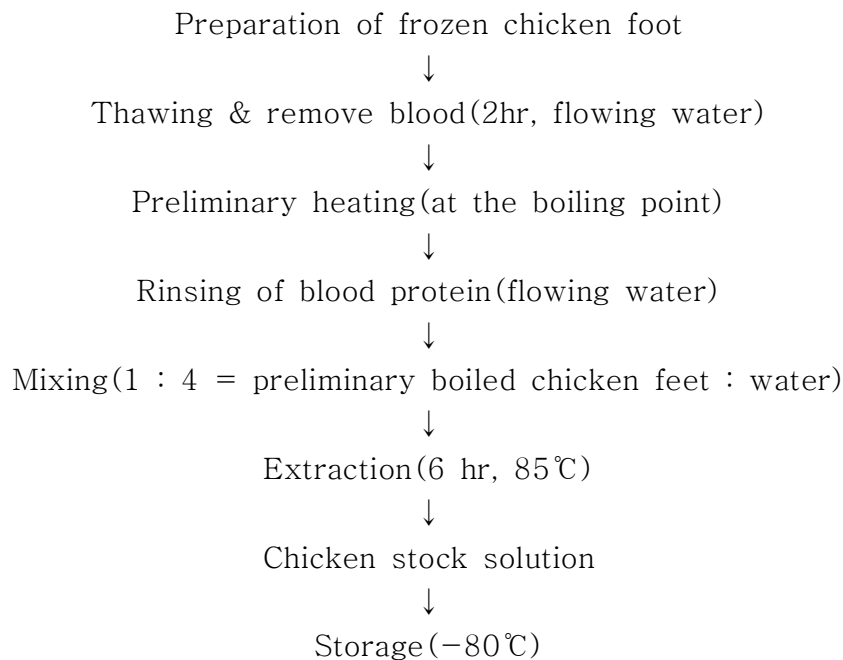 Preparation of frozen chicken foot
↓
Thawing & remove blood(2hr, flowing water)
↓
Preliminary heating(at the boiling point)
↓
Rinsing of blood protein(flowing water)
↓
Mixing(1 : 4 = preliminary boiled chicken feet : water)
↓
Extraction(6 hr, 85℃)
↓
Chicken stock solution
↓
Storage(-80℃)